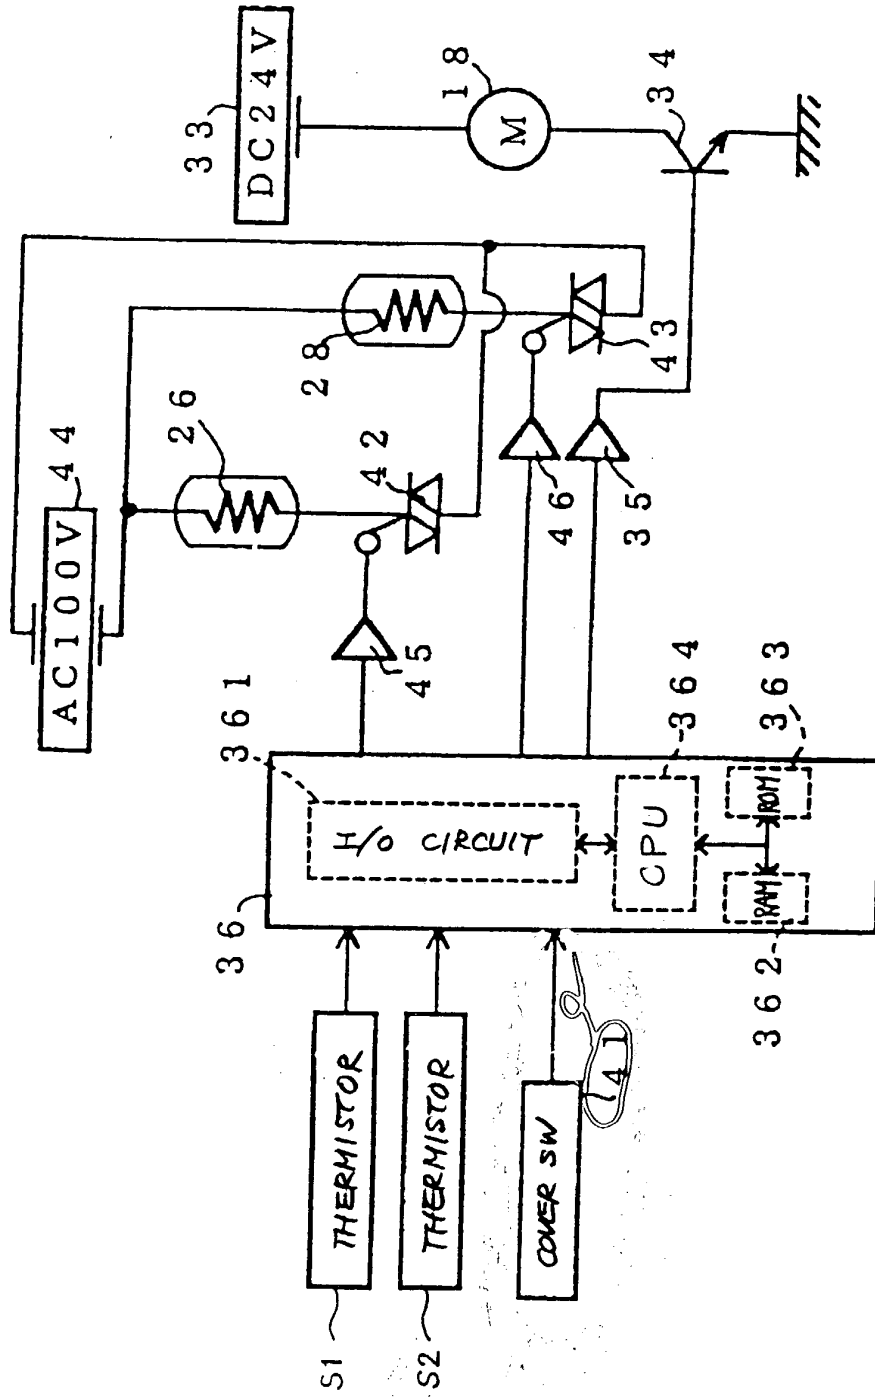 AC100V
44
DC24V
33
26
28
M
18
42
43
34
45
46
35
36
361
I/O CIRCUIT
CPU
364
RAM
362
ROM
363
S1
THERMISTOR
S2
THERMISTOR
COVER SW
41